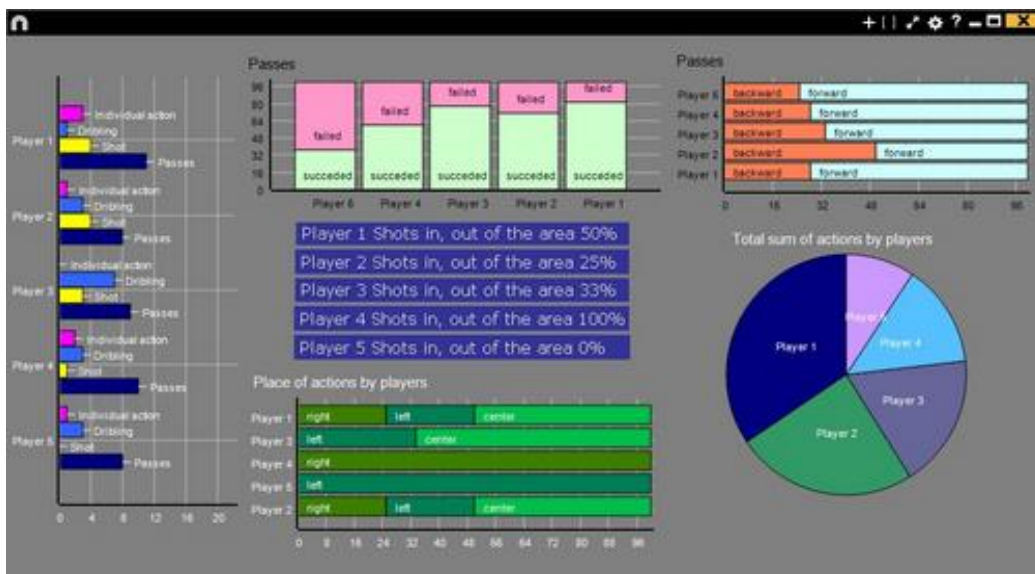 Player 1
Individual action
Dribling
Shot
Passes
Player 2
Individual action
Dribling
Shot
Passes
Player 3
Individual action
Dribling
Shot
Passes
Player 4
Individual action
Dribling
Shot
Passes
Player 5
Individual action
Dribling
Shot
Passes
0 4 8 12 16 20
Passes
96
80
64
48
32
16
0
failed failed failed failed failed
succeded succeded succeded succeded succeded
Player 4 Player 3 Player 2 Player 1
Player 1 Shots in, out of the area 50%
Player 2 Shots in, out of the area 25%
Player 3 Shots in, out of the area 33%
Player 4 Shots in, out of the area 100%
Player 5 Shots in, out of the area 0%
Place of actions by players
Player 1 right left center
Player 3 left center
Player 4 right
Player 5 left
Player 2 right left center
0 8 16 24 32 40 48 56 64 72 80 88 96
Passes
backward forward
Player 4 backward forward
Player 3 backward forward
Player 2 backward forward
Player 1 backward forward
0 16 32 48 64 80 96
Total sum of actions by players
Player 5
Player 4
Player 1
Player 3
Player 2